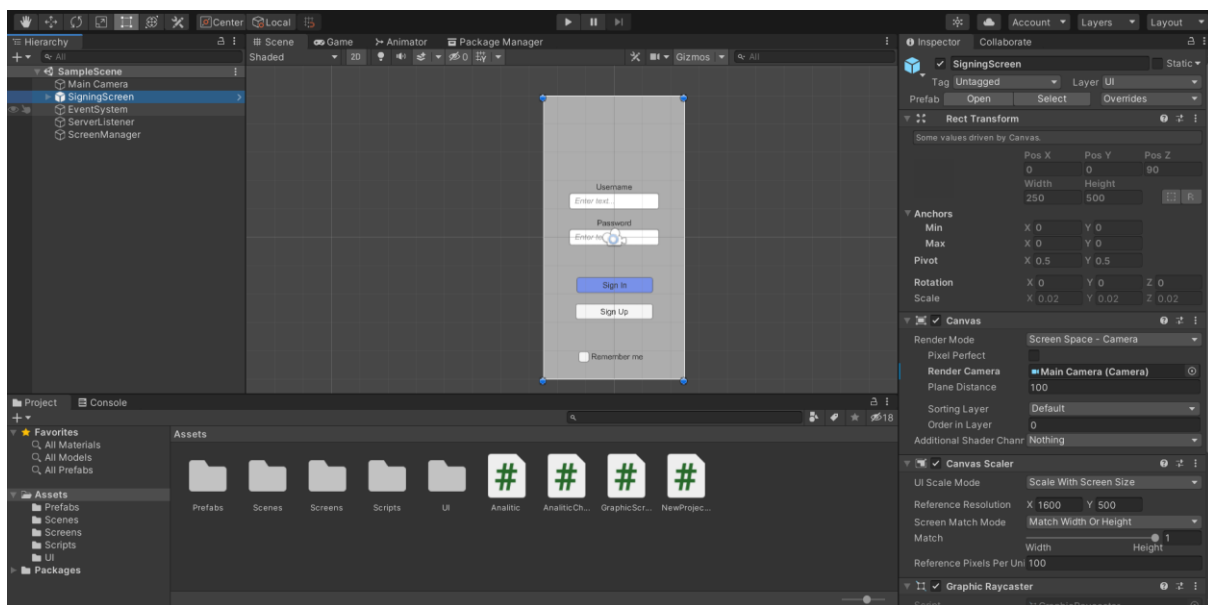 Center Local Account Layers Layout
Hierarchy
All
SampleScene
Main Camera
SigningScreen
EventSystem
ServerListener
ScreenManager
Scene Game Animator Package Manager
Shaded 2D 0 Gizmos All
Username
Enter text...
Password
Enter te
Sign In
Sign Up
Remember me
Project Console
18
Favorites
All Materials
All Models
All Prefabs
Assets
Prefabs
Scenes
Screens
Scripts
UI
Packages
Assets
Prefabs Scenes Screens Scripts UI Analitic AnaliticCh... GraphicScr... NewProjec...
Inspector Collaborate
SigningScreen Static
Tag Untagged Layer UI
Prefab Open Select Overrides
Rect Transform
Some values driven by Canvas.
Pos X Pos Y Pos Z
0 0 90
Width Height
250 500 R
Anchors
Min X 0 Y 0
Max X 0 Y 0
Pivot X 0.5 Y 0.5
Rotation X 0 Y 0 Z 0
Scale X 0.02 Y 0.02 Z 0.02
Canvas
Render Mode Screen Space - Camera
Pixel Perfect
Render Camera Main Camera (Camera)
Plane Distance 100
Sorting Layer Default
Order in Layer 0
Additional Shader Chanr Nothing
Canvas Scaler
UI Scale Mode Scale With Screen Size
Reference Resolution X 1600 Y 500
Screen Match Mode Match Width Or Height
Match 1
Width Height
Reference Pixels Per Uni 100
Graphic Raycaster